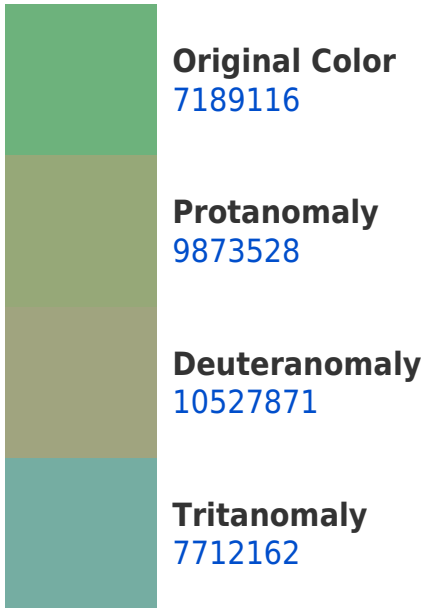 Original Color
7189116
Protanomaly
9873528
Deuteranomaly
10527871
Tritanomaly
7712162